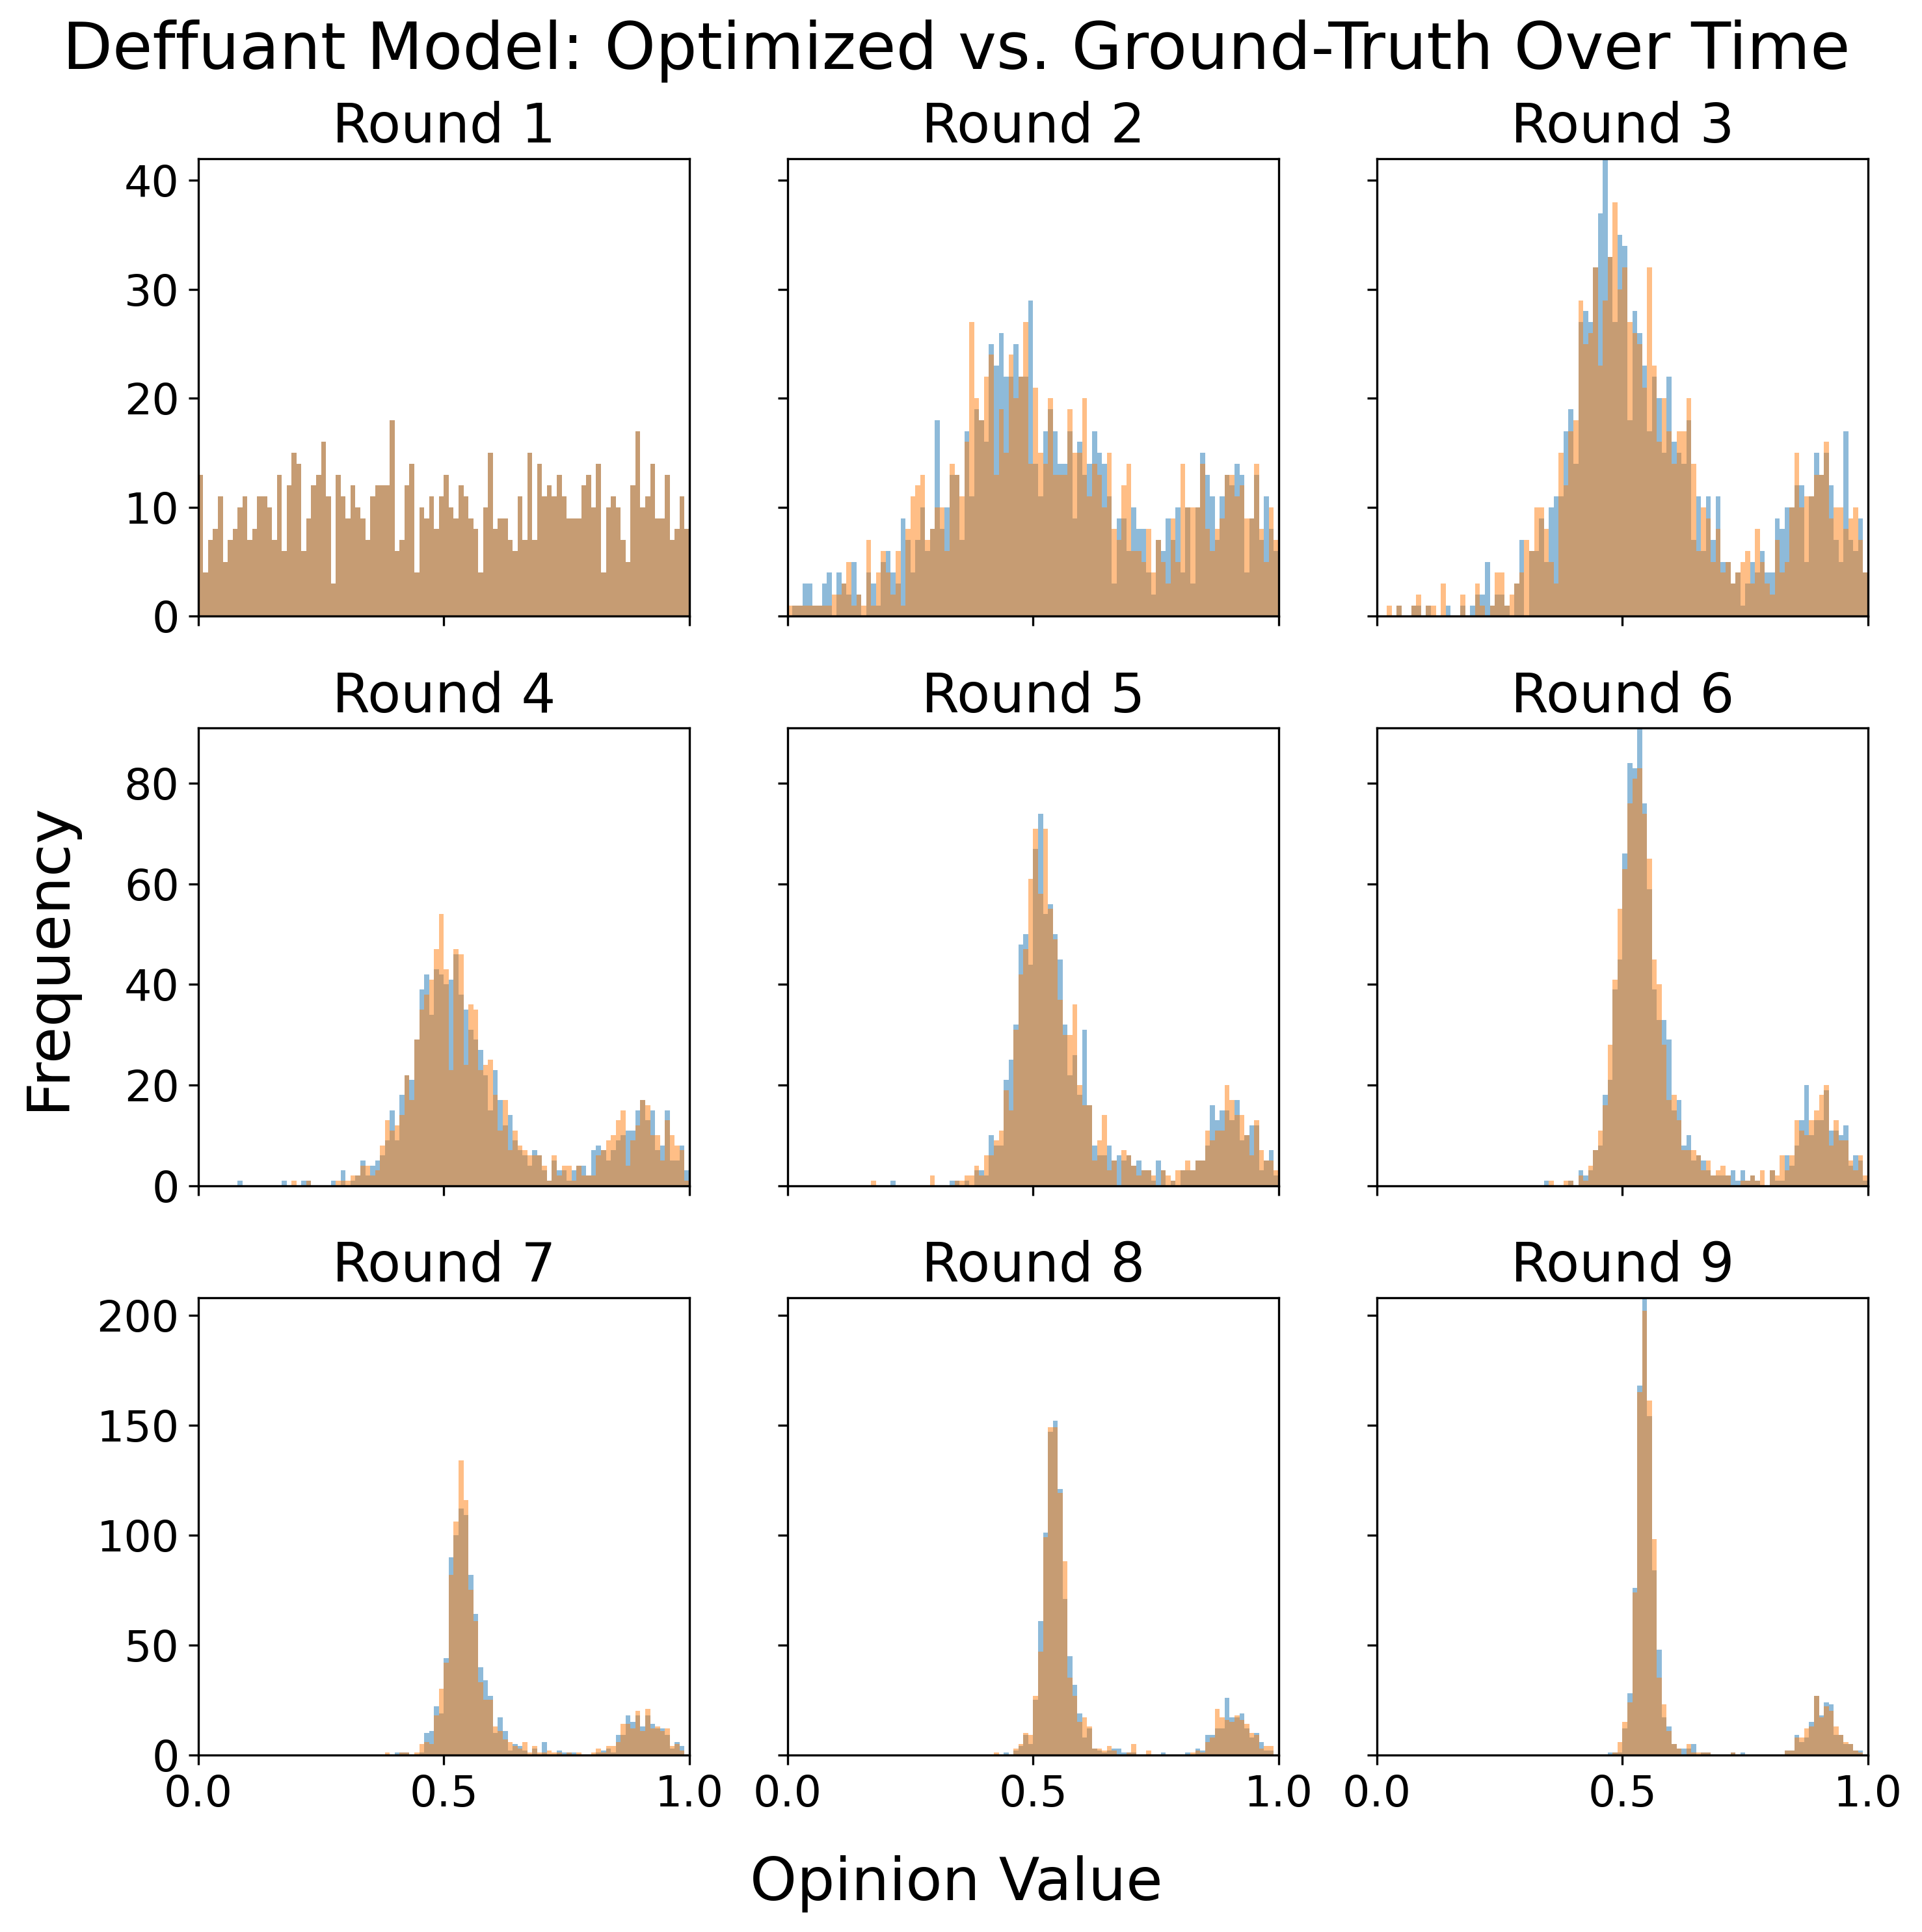 Deffuant Model: Optimized vs. Ground-Truth Over Time
Round 1
Round 2
Round 3
40
30
20
10
0
Round 4
Round 5
Round 6
80
60
40
20
0
Frequency
Round 7
Round 8
Round 9
200
150
100
50
0
0.0 0.5 1.0 0.0 0.5 1.0 0.0 0.5 1.0
Opinion Value